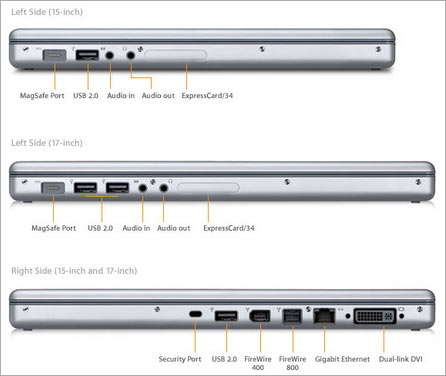 Left Side (15-inch)
MagSafe Port USB 2.0 Audio in Audio out ExpressCard/34
Left Side (17-inch)
MagSafe Port USB 2.0 Audio in Audio out ExpressCard/34
Right Side (15-inch and 17-inch)
Security Port USB 2.0 FireWire 400 FireWire 800 Gigabit Ethernet Dual-link DVI